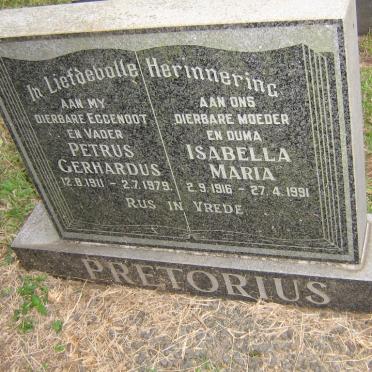 In Liefdevolle Herinnering
AAN MY
DIERBARE EGGENOOT
EN VADER
PETRUS
GERHARDUS
12.9.1911 - 2.7.1979.
AAN ONS
DIERBARE MOEDER
EN OUMA
ISABELLA
MARIA
2.9.1916 - 27.4.1991
RUS IN VREDE
PRETORIUS